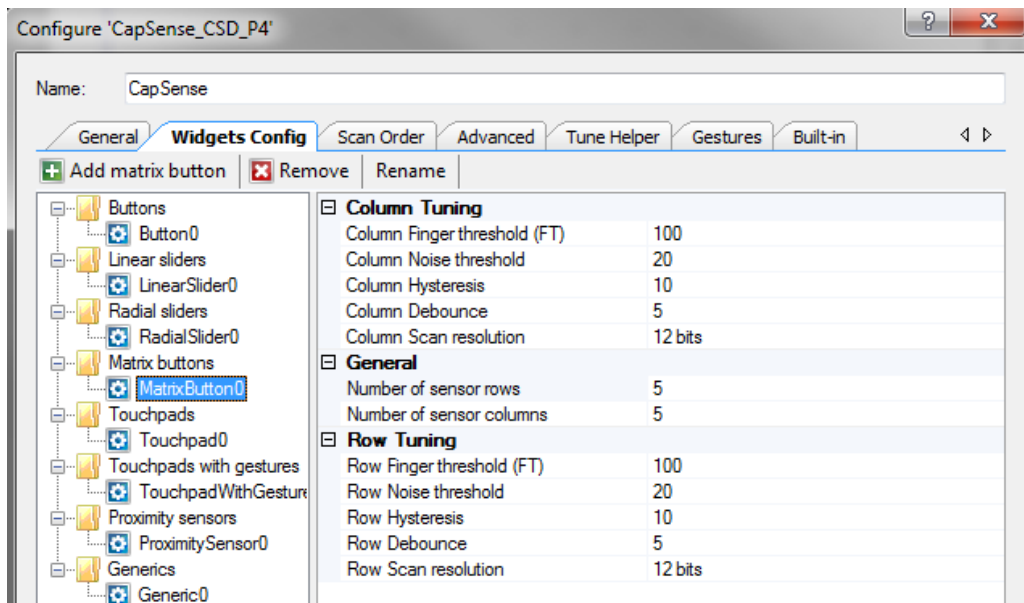 Configure 'CapSense_CSD_P4'
Name: CapSense
General Widgets Config Scan Order Advanced Tune Helper Gestures Built-in
Add matrix button Remove Rename
Buttons
Button0
Linear sliders
LinearSlider0
Radial sliders
RadialSlider0
Matrix buttons
MatrixButton0
Touchpads
Touchpad0
Touchpads with gestures
TouchpadWithGesture
Proximity sensors
ProximitySensor0
Generics
Generic0
Column Tuning
Column Finger threshold (FT) 100
Column Noise threshold 20
Column Hysteresis 10
Column Debounce 5
Column Scan resolution 12 bits
General
Number of sensor rows 5
Number of sensor columns 5
Row Tuning
Row Finger threshold (FT) 100
Row Noise threshold 20
Row Hysteresis 10
Row Debounce 5
Row Scan resolution 12 bits